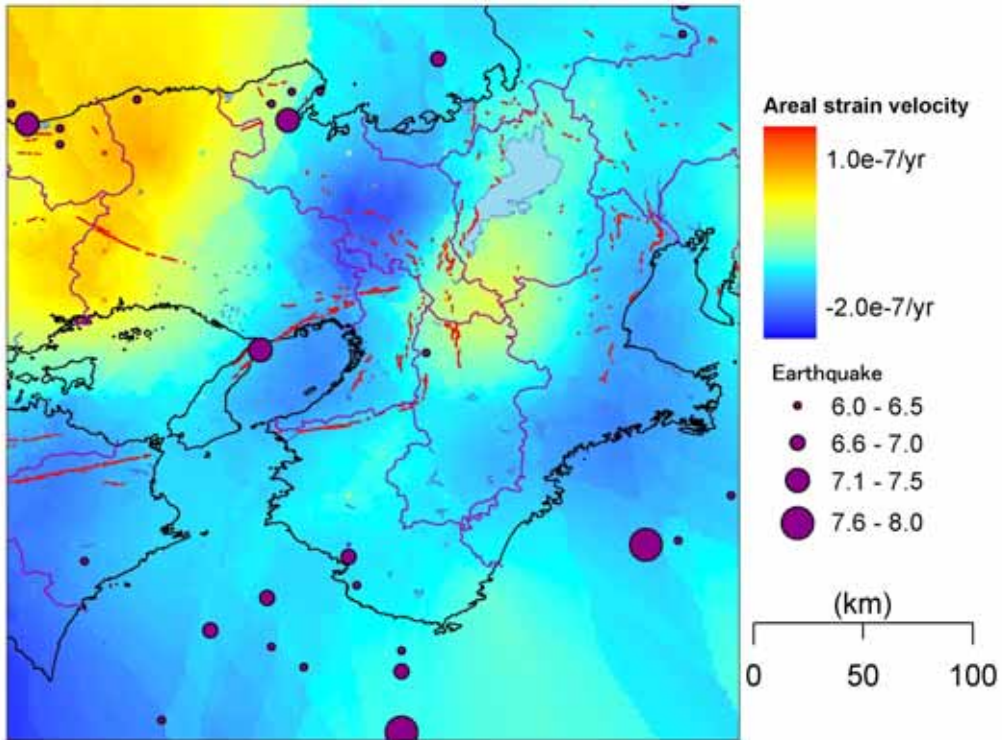 Areal strain velocity
1.0e-7/yr
-2.0e-7/yr
Earthquake
6.0 - 6.5
6.6 - 7.0
7.1 - 7.5
7.6 - 8.0
(km)
0 50 100